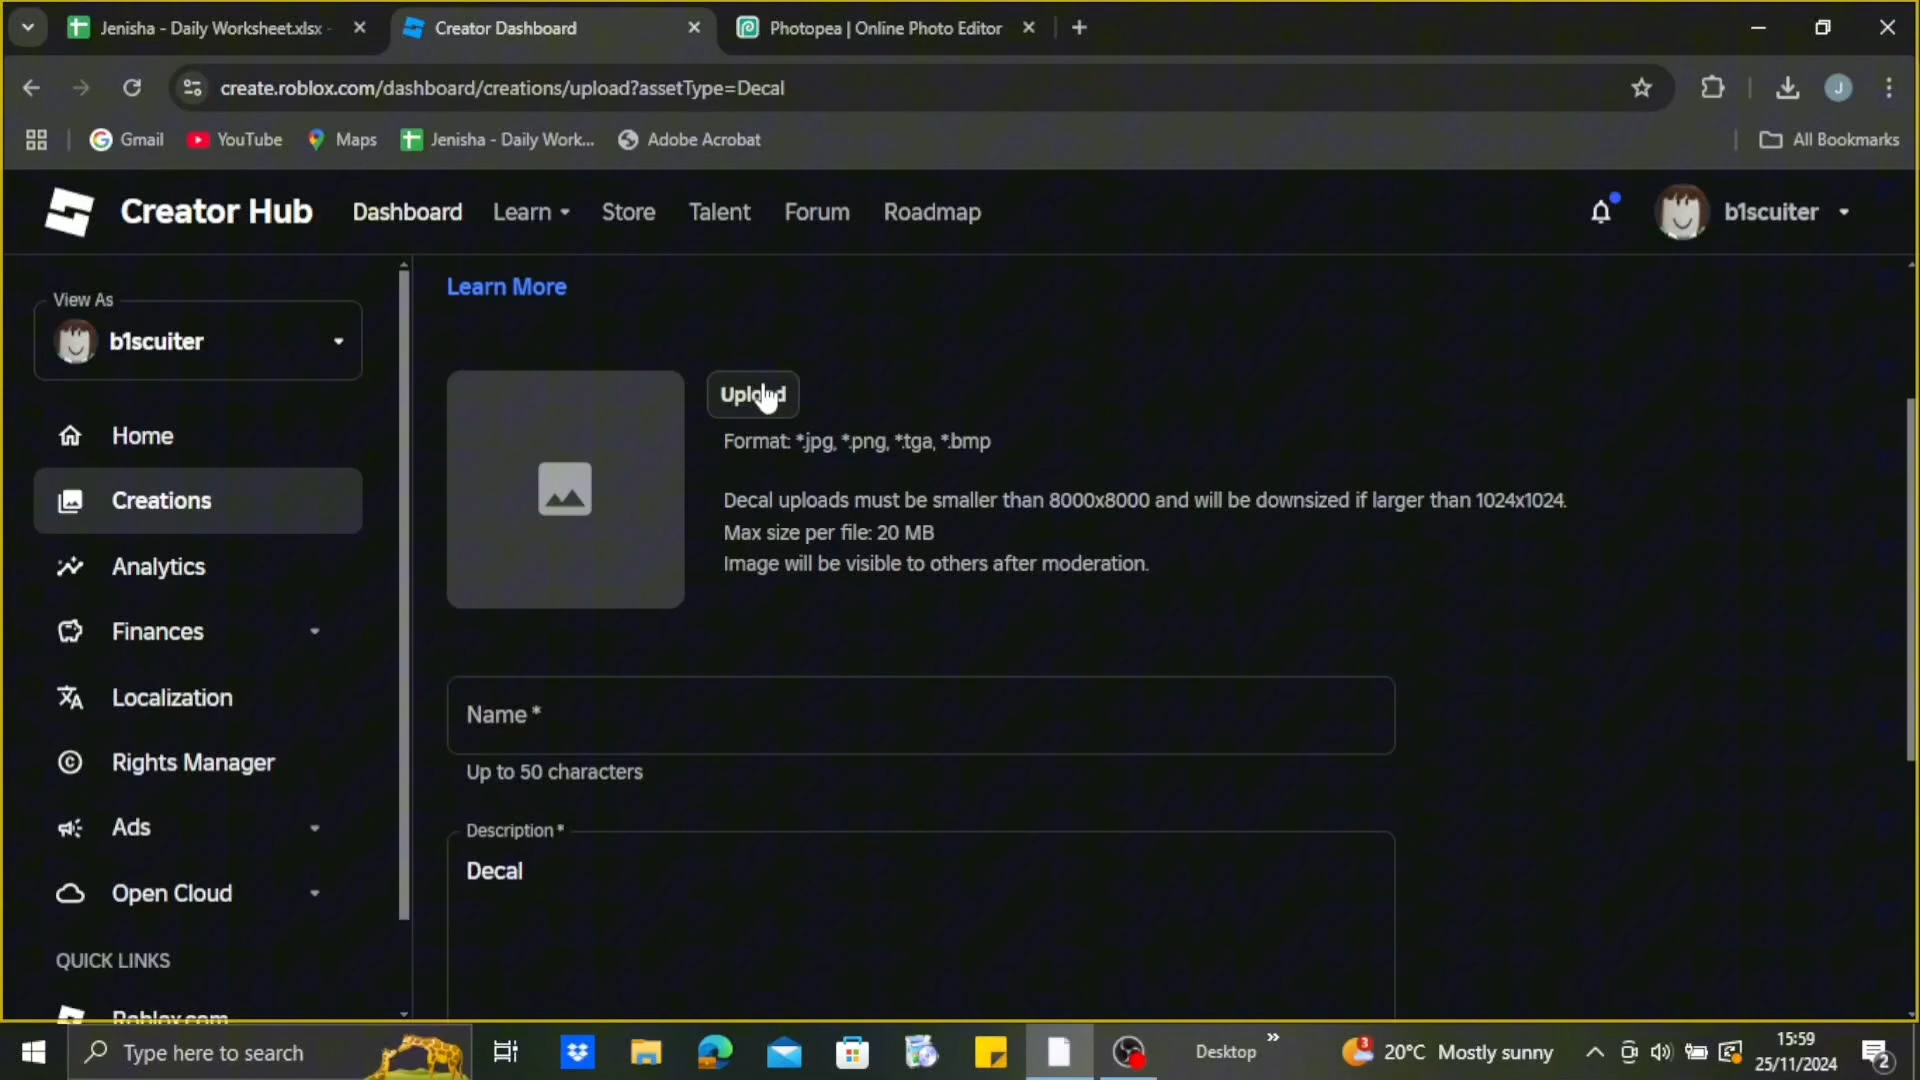 Jenisha - Daily Worksheet.xlsx -
Creator Dashboard
Photopea | Online Photo Editor
create.roblox.com/dashboard/creations/upload?assetType=Decal
J
Gmail
YouTube
Maps
Jenisha - Daily Work...
Adobe Acrobat
All Bookmarks
Creator Hub
Dashboard
Learn
Store
Talent
Forum
Roadmap
b1scuiter
View As
b1scuiter
Home
Creations
Analytics
Finances
Localization
Rights Manager
Ads
Open Cloud
QUICK LINKS
Roblox.com
Learn More
Upload
Format: *.jpg, *.png, *.tga, *.bmp
Decal uploads must be smaller than 8000x8000 and will be downsized if larger than 1024x1024.
Max size per file: 20 MB
Image will be visible to others after moderation.
Name *
Up to 50 characters
Description *
Decal
Type here to search
Desktop
3
20°C Mostly sunny
15:59
25/11/2024
2